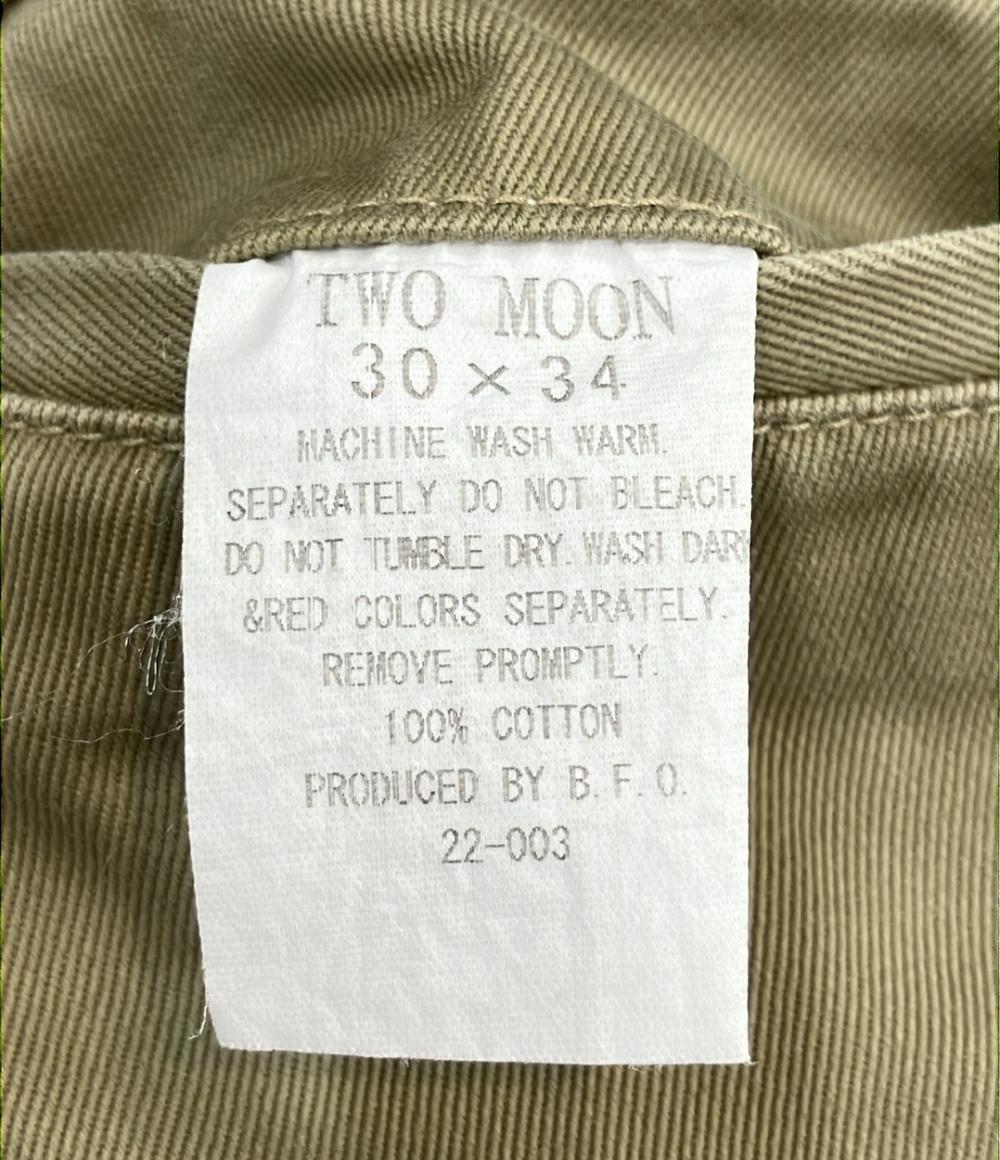 TWO MOON
30 × 34
MACHINE WASH WARM.
SEPARATELY DO NOT BLEACH.
DO NOT TUMBLE DRY. WASH DARK
&RED COLORS SEPARATELY.
REMOVE PROMPTLY.
100% COTTON
PRODUCED BY B. F. O.
22-003